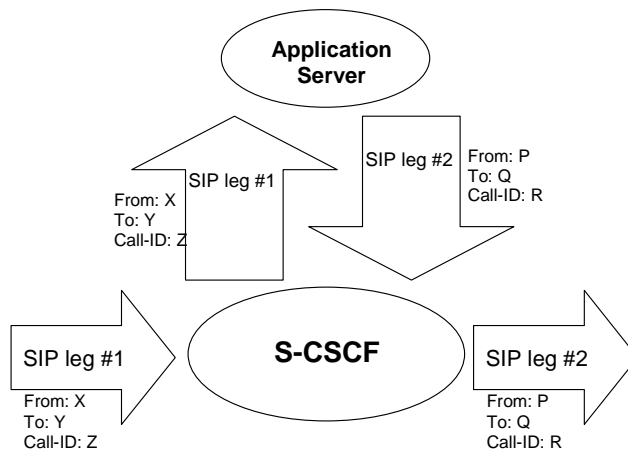 Application
Server
SIP leg #1
From: X
To: Y
Call-ID: Z
SIP leg #2
From: P
To: Q
Call-ID: R
SIP leg #1
From: X
To: Y
Call-ID: Z
S-CSCF
SIP leg #2
From: P
To: Q
Call-ID: R